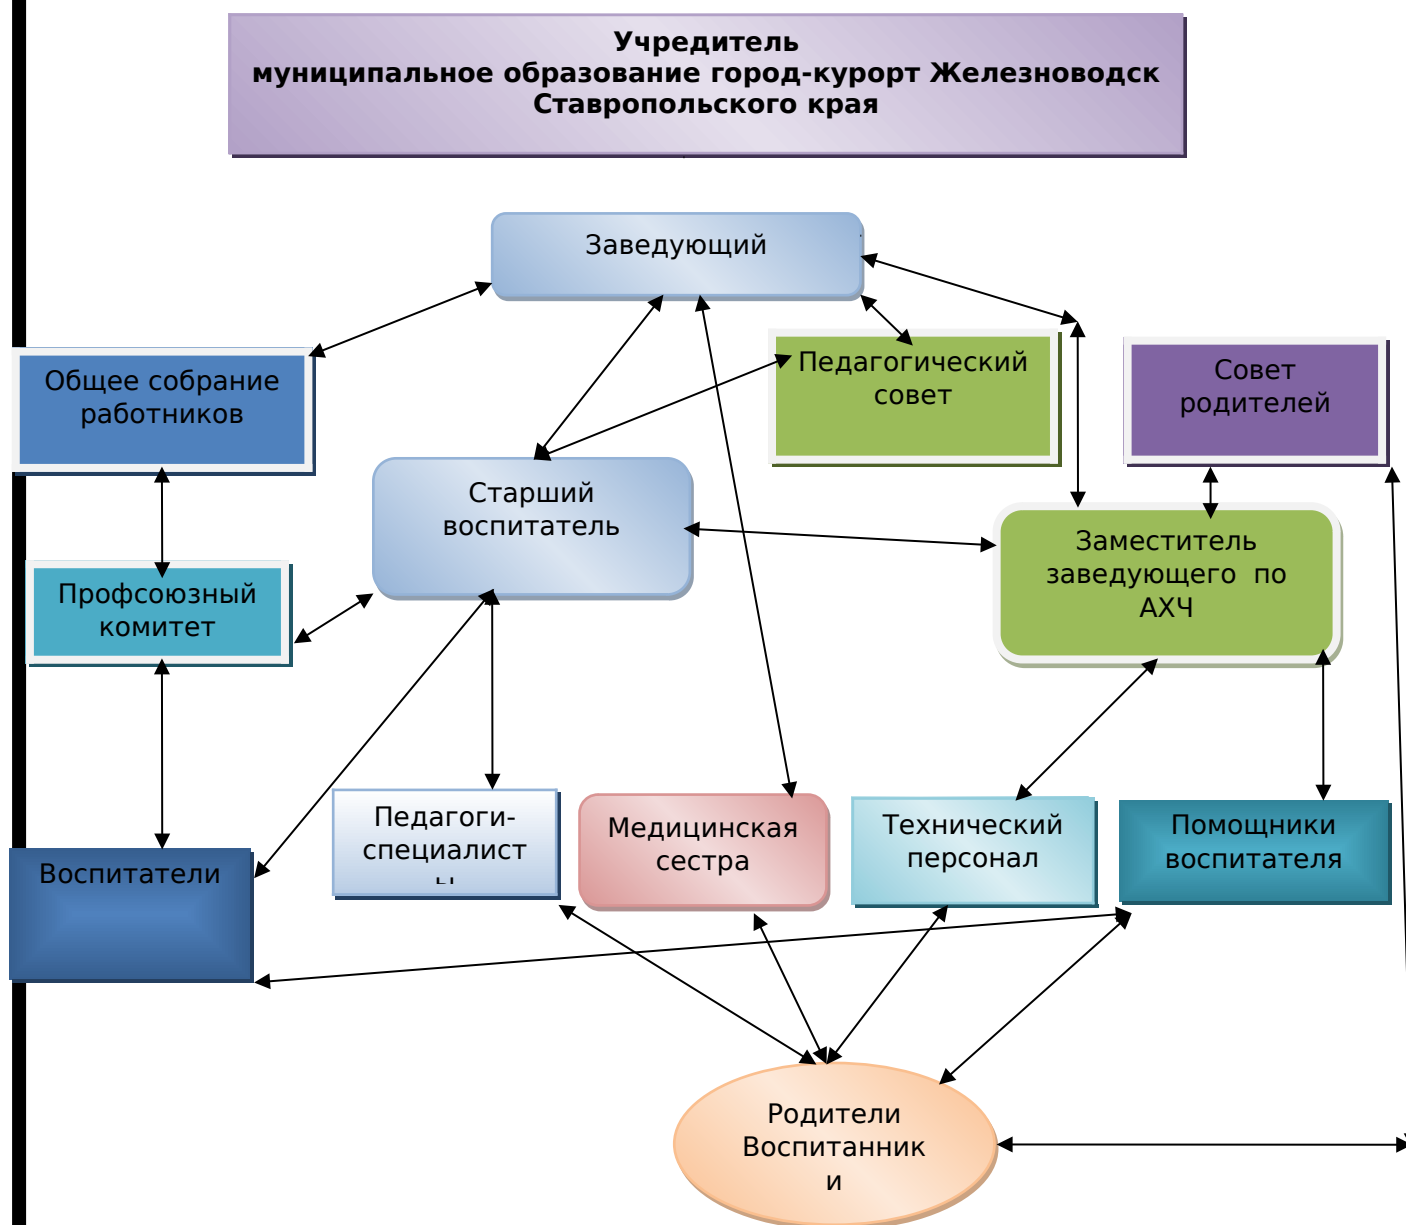 Учредитель
муниципальное образование город-курорт Железноводск
Ставропольского края
Заведующий
Общее собрание
работников
Педагогический
совет
Совет
родителей
Старший
воспитатель
Заместитель
заведующего по
АХЧ
Профсоюзный
комитет
Воспитатели
Педагоги-
специалист
ы
Медицинская
сестра
Технический
персонал
Помощники
воспитателя
Родители
Воспитанник
и